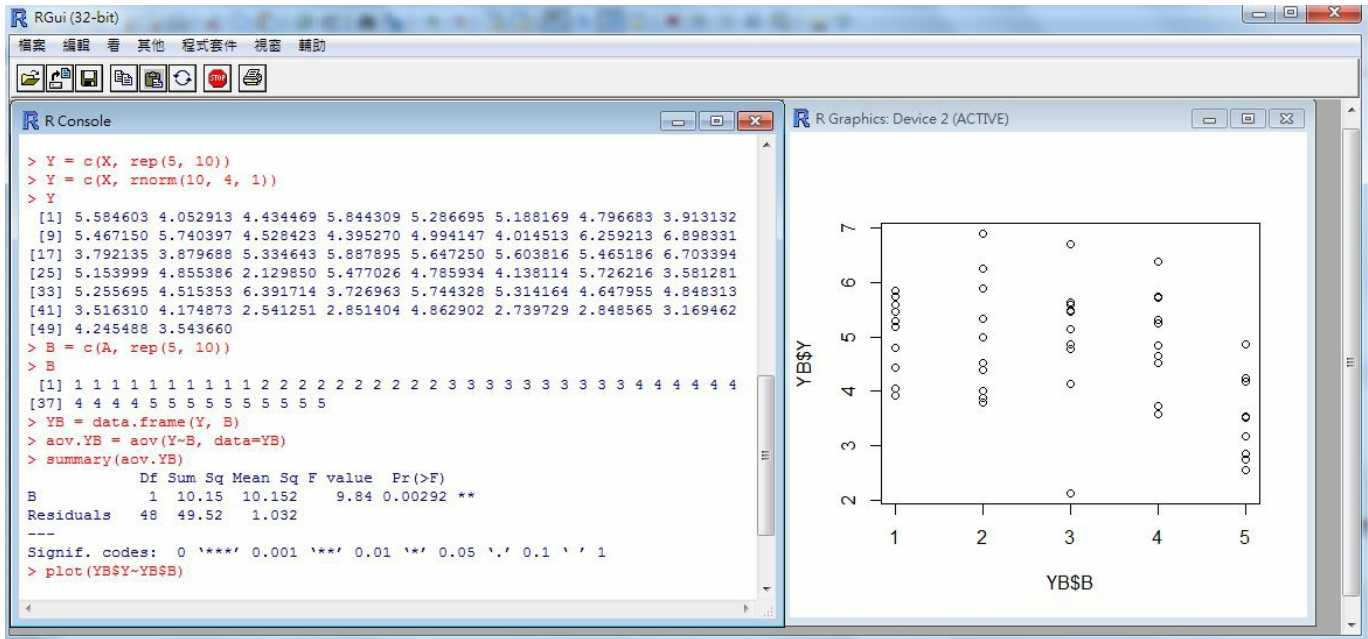 RGui (32-bit)
檔案 編輯 看 其他 程式套件 視窗 輔助
STOP
R Console
> Y = c(X, rep(5, 10))
> Y = c(X, rnorm(10, 4, 1))
> Y
[1] 5.584603 4.052913 4.434469 5.844309 5.286695 5.188169 4.796683 3.913132
[9] 5.467150 5.740397 4.528423 4.395270 4.994147 4.014513 6.259213 6.898331
[17] 3.792135 3.879688 5.334643 5.887895 5.647250 5.603816 5.465186 6.703394
[25] 5.153999 4.855386 2.129850 5.477026 4.785934 4.138114 5.726216 3.581281
[33] 5.255695 4.515353 6.391714 3.726963 5.744328 5.314164 4.647955 4.848313
[41] 3.516310 4.174873 2.541251 2.851404 4.862902 2.739729 2.848565 3.169462
[49] 4.245488 3.543660
> B = c(A, rep(5, 10))
> B
[1] 1 1 1 1 1 1 1 1 1 1 2 2 2 2 2 2 2 2 2 2 3 3 3 3 3 3 3 3 3 3 4 4 4 4 4 4
[37] 4 4 4 4 5 5 5 5 5 5 5 5 5 5
> YB = data.frame(Y, B)
> aov.YB = aov(Y~B, data=YB)
> summary(aov.YB)
Df Sum Sq Mean Sq F value Pr(>F)
B 1 10.15 10.152 9.84 0.00292 **
Residuals 48 49.52 1.032
---
Signif. codes: 0 ‘***’ 0.001 ‘**’ 0.01 ‘*’ 0.05 ‘.’ 0.1 ‘ ’ 1
> plot(YB$Y~YB$B)
R Graphics: Device 2 (ACTIVE)
7
6
5
4
3
2
YB$Y
1 2 3 4 5
YB$B